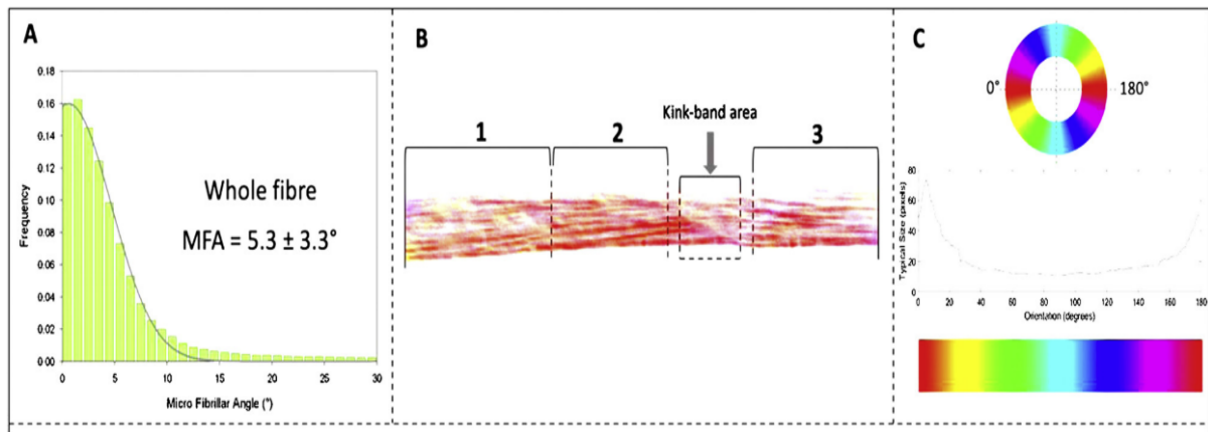 A
0.18
0.16
0.14
0.12
0.10
0.08
0.06
0.04
0.02
0.00
Frequency
0 5 10 15 20 25 30
Micro Fibrillar Angle (°)
Whole fibre
MFA = 5.3 ± 3.3°
B
Kink-band area
1 2 3
C
0° 180°
80
60
40
20
0
Typical Size (pixels)
0 20 40 60 80 100 120 140 160 180
Orientation (degrees)